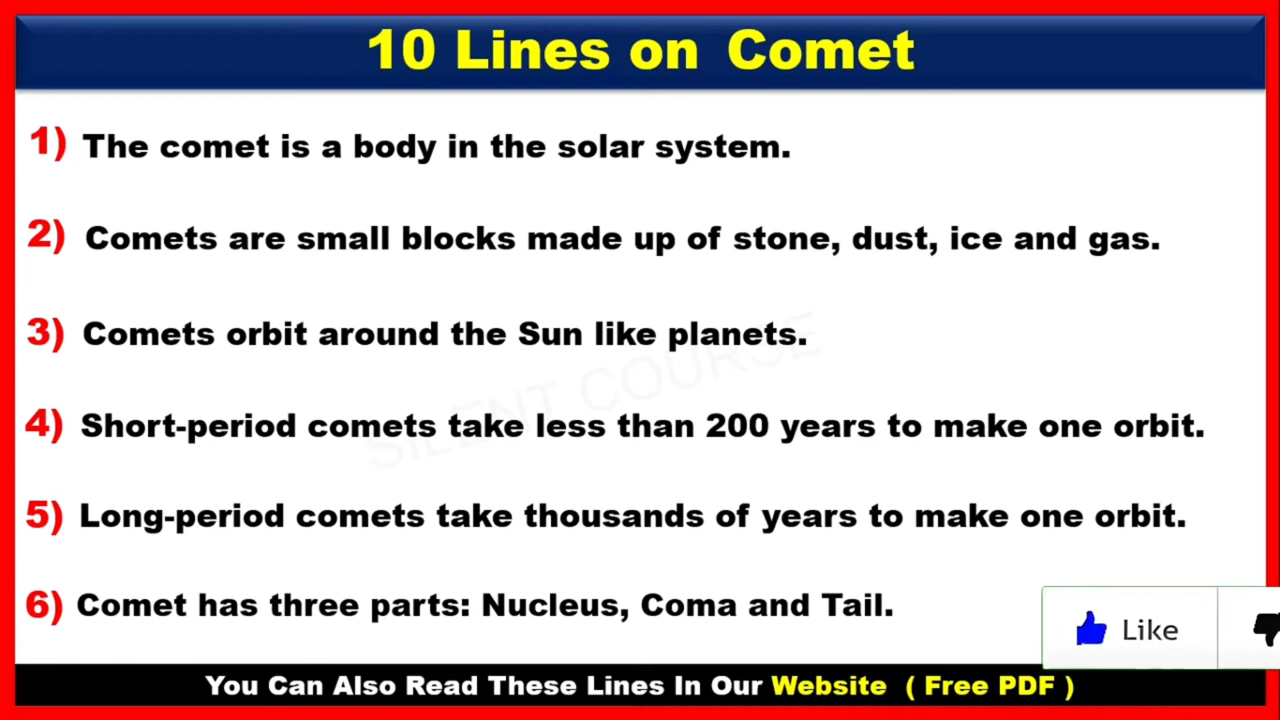 10 Lines on Comet
1) The comet is a body in the solar system.
2) Comets are small blocks made up of stone, dust, ice and gas.
3) Comets orbit around the Sun like planets.
SILENT COURSE
4) Short-period comets take less than 200 years to make one orbit.
5) Long-period comets take thousands of years to make one orbit.
6) Comet has three parts: Nucleus, Coma and Tail.
Like
You Can Also Read These Lines In Our Website ( Free PDF )